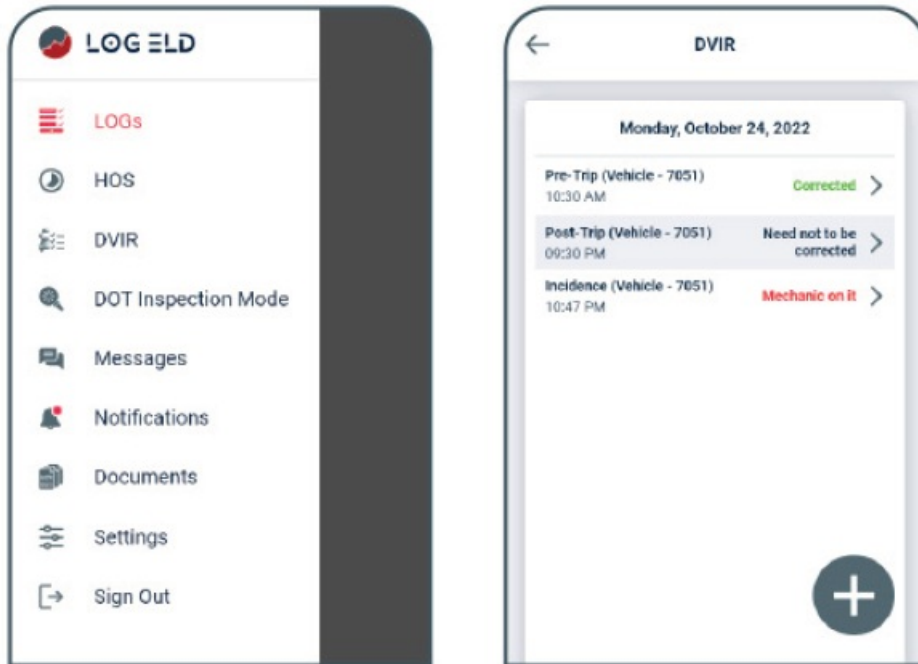 LOG ELD
LOGs
HOS
DVIR
DOT Inspection Mode
Messages
Notifications
Documents
Settings
Sign Out
DVIR
Monday, October 24, 2022
Pre-Trip (Vehicle - 7051)
10:30 AM
Corrected
Post-Trip (Vehicle - 7051)
09:30 PM
Need not to be
corrected
Incidence (Vehicle - 7051)
10:47 PM
Mechanic on it